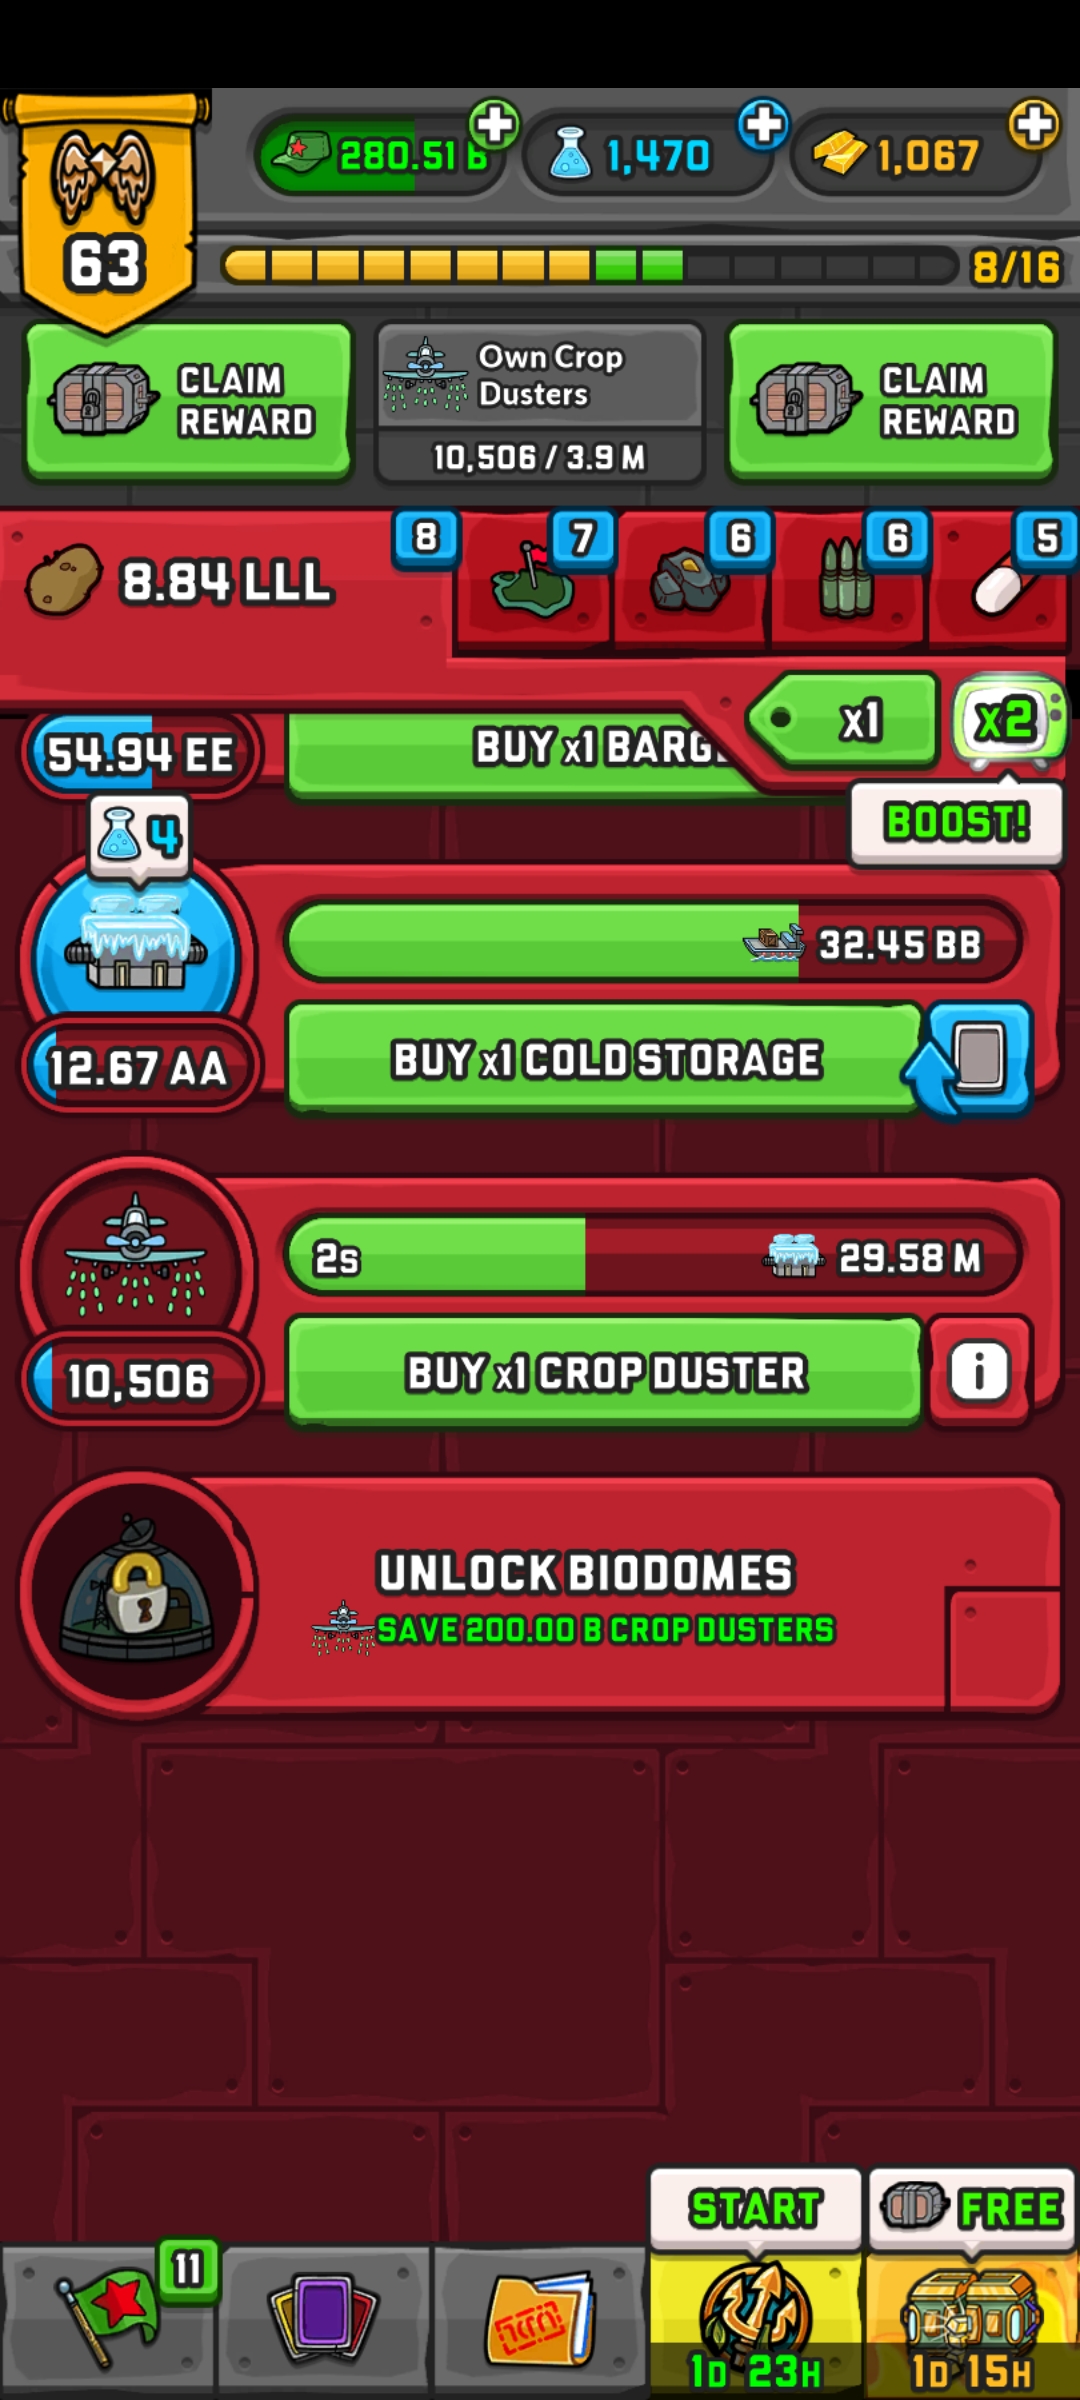 280.51 B
1,470
1,067
63
8/16
CLAIM
REWARD
Own Crop
Dusters
10,506 / 3.9 M
CLAIM
REWARD
8.84 LLL
8
7
6
6
5
x1
x2
BOOST!
54.94 EE
BUY x1 BARG
4
32.45 BB
12.67 AA
BUY x1 COLD STORAGE
2s
29.58 M
10,506
BUY x1 CROP DUSTER
i
UNLOCK BIODOMES
SAVE 200.00 B CROP DUSTERS
START
FREE
11
1D 23H
1D 15H